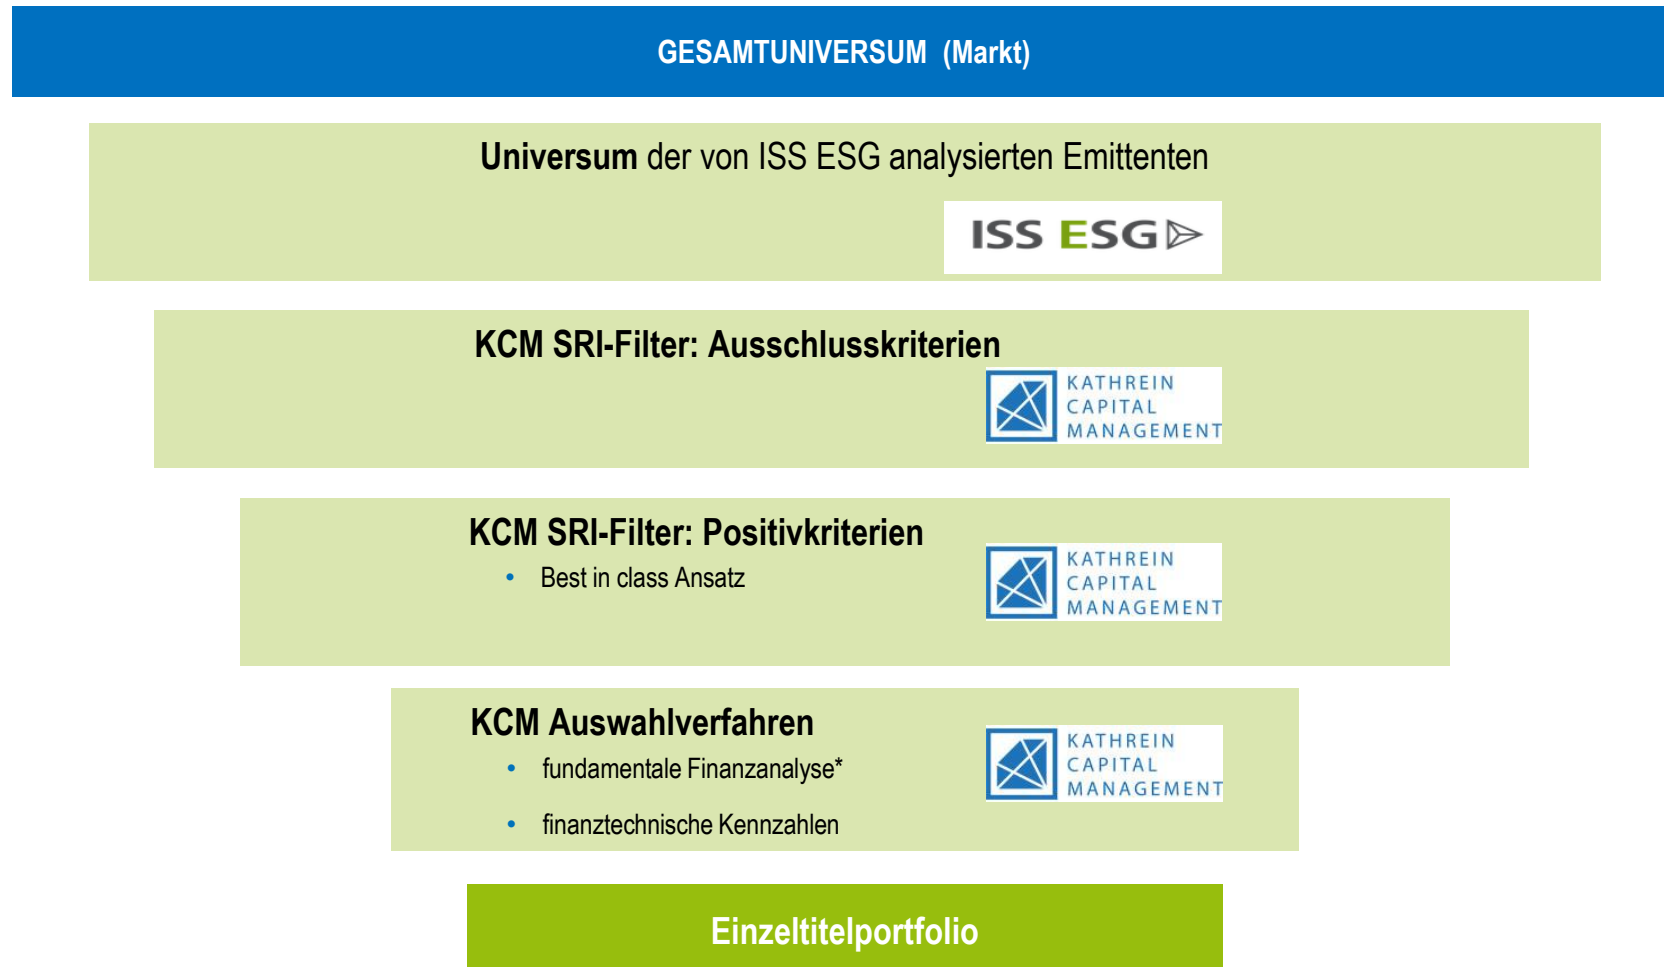 GESAMTUNIVERSUM (Markt)
Universum der von ISS ESG analysierten Emittenten
ISS ESG
KCM SRI-Filter: Ausschlusskriterien
KATHREIN
CAPITAL
MANAGEMENT
KCM SRI-Filter: Positivkriterien
• Best in class Ansatz
KATHREIN
CAPITAL
MANAGEMENT
KCM Auswahlverfahren
• fundamentale Finanzanalyse*
• finanztechnische Kennzahlen
KATHREIN
CAPITAL
MANAGEMENT
Einzeltitelportfolio